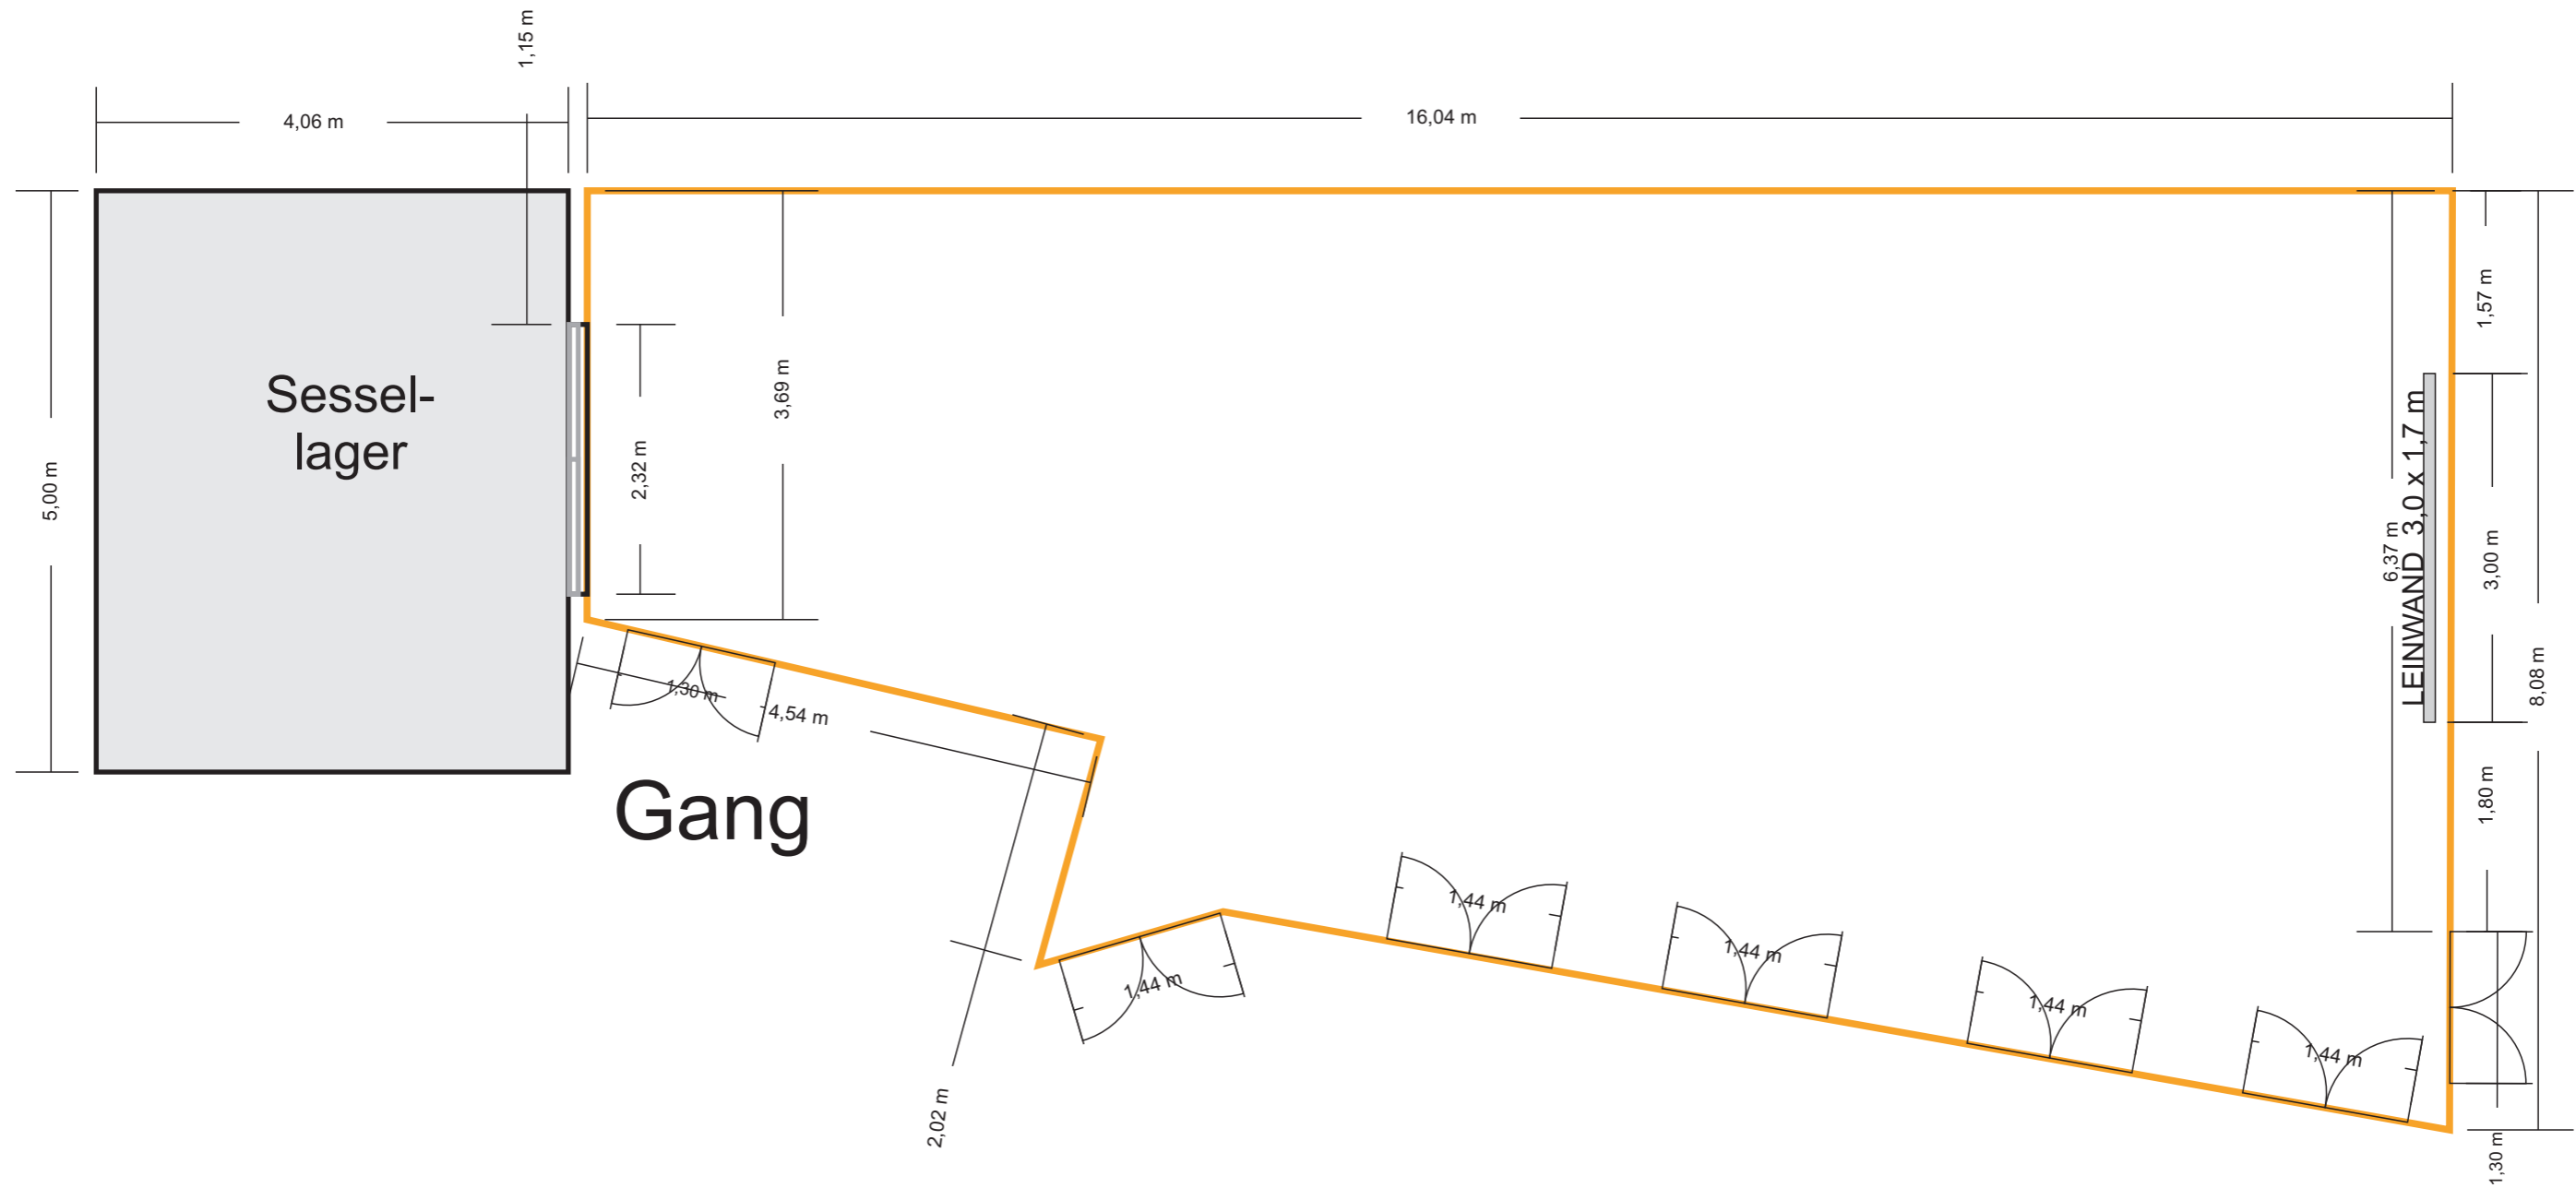 1,15 m
4,06 m
16,04 m
1,57 m
3,69 m
Sessel-
lager
2,32 m
5,00 m
LEINWAND  3,0 x 1,7 m
6,37 m
3,00 m
8,08 m
1,30 m
4,54 m
Gang
1,80 m
1,44 m
1,44 m
1,44 m
1,44 m
1,44 m
2,02 m
1,30 m